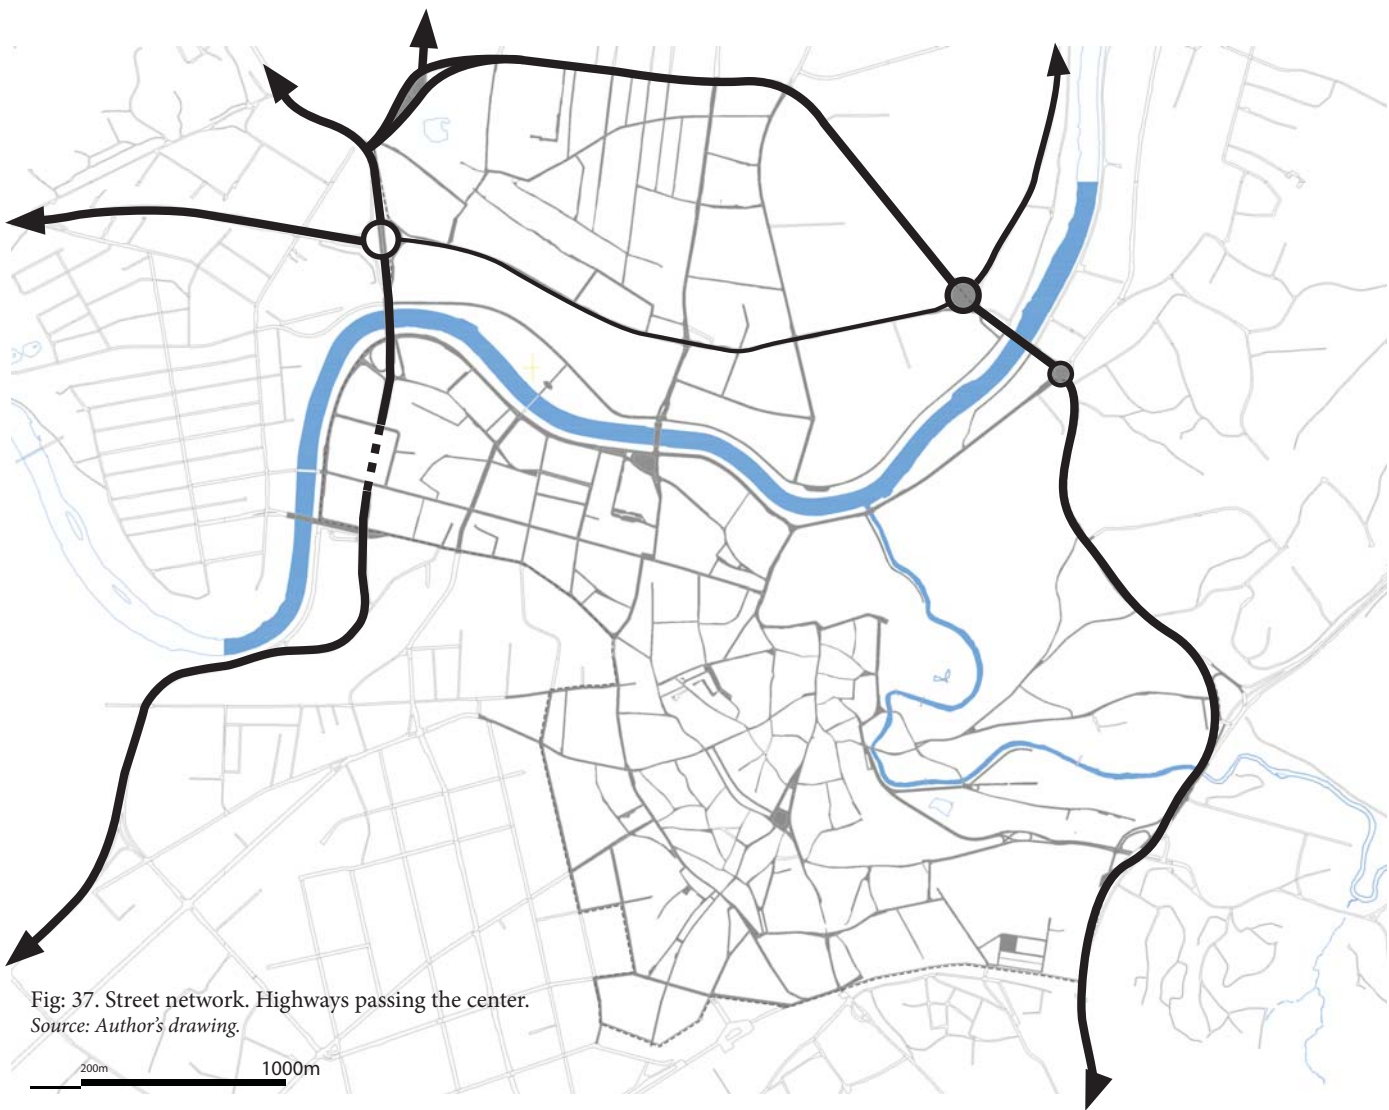 Fig: 37. Street network. Highways passing the center.
Source: Author's drawing.
200m
1000m